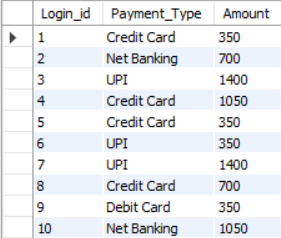 Login_id Payment_Type Amount
1 Credit Card 350
2 Net Banking 700
3 UPI 1400
4 Credit Card 1050
5 Credit Card 350
6 UPI 350
7 UPI 1400
8 Credit Card 700
9 Debit Card 350
10 Net Banking 1050